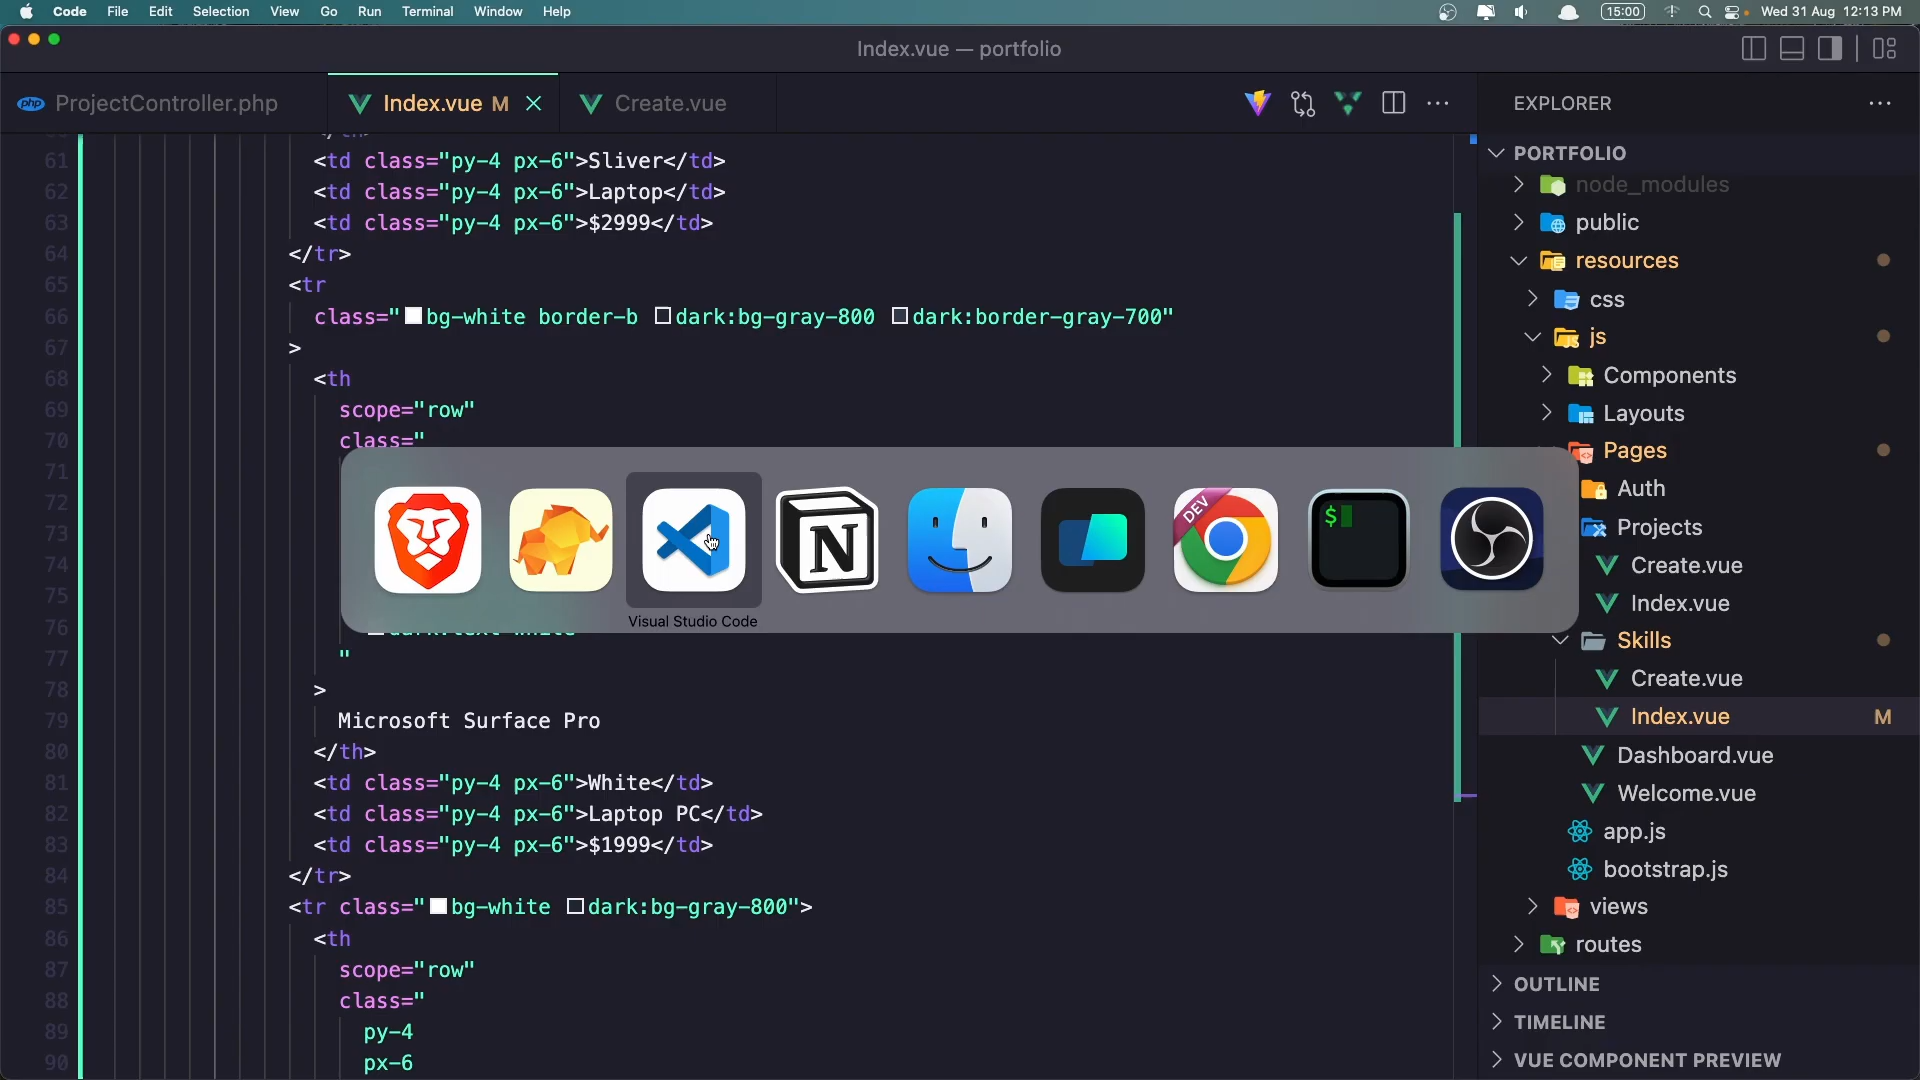 Code File Edit Selection View Go Run Terminal Window Help
15:00
Wed 31 Aug 12:13 PM
Index.vue — portfolio
php ProjectController.php
Index.vue M
Create.vue
EXPLORER
61 <td class="py-4 px-6">Sliver</td>
62 <td class="py-4 px-6">Laptop</td>
63 <td class="py-4 px-6">$2999</td>
64 </tr>
65 <tr
66 class="bg-white border-b dark:bg-gray-800 dark:border-gray-700"
67 >
68 <th
69 scope="row"
70 class="
71
72
73
74
75
76
77 "
78 >
79 Microsoft Surface Pro
80 </th>
81 <td class="py-4 px-6">White</td>
82 <td class="py-4 px-6">Laptop PC</td>
83 <td class="py-4 px-6">$1999</td>
84 </tr>
85 <tr class="bg-white dark:bg-gray-800">
86 <th
87 scope="row"
88 class="
89 py-4
90 px-6
N
DEV
$
Visual Studio Code
PORTFOLIO
node_modules
public
resources
css
js
Components
Layouts
Pages
Auth
Projects
Create.vue
Index.vue
Skills
Create.vue
Index.vue M
Dashboard.vue
Welcome.vue
app.js
bootstrap.js
views
routes
OUTLINE
TIMELINE
VUE COMPONENT PREVIEW